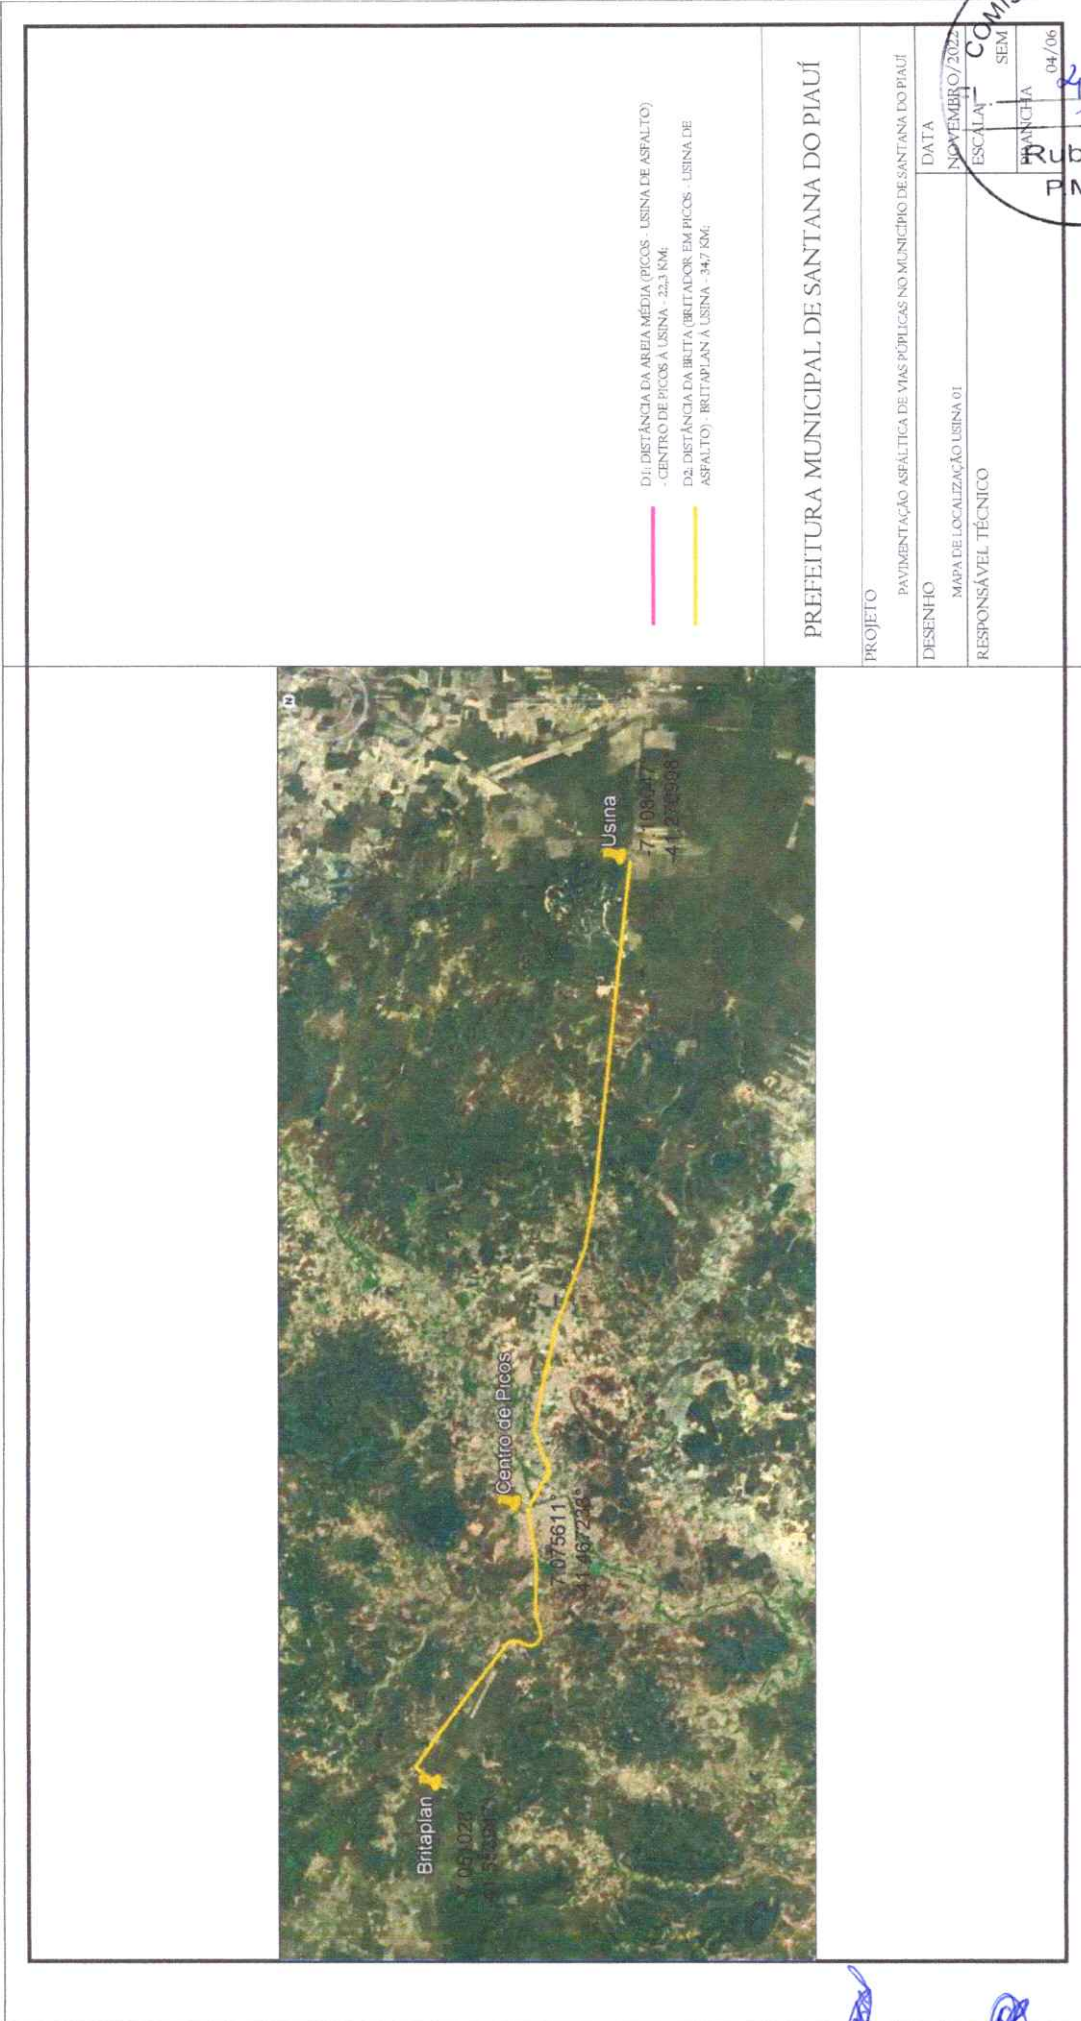 N
Britaplan
Centro de Picos
-7.075611°
Usina
D1: DISTÂNCIA DA AREIA MÉDIA (PICOS - USINA DE ASFALTO)
- CENTRO DE PICOS À USINA - 22,3 KM;
D2: DISTÂNCIA DA BRITA (BRITADOR EM PICOS - USINA DE
ASFALTO) - BRITAPLAN À USINA - 34,7 KM;
PREFEITURA MUNICIPAL DE SANTANA DO PIAUÍ
PROJETO
PAVIMENTAÇÃO ASFÁLTICA DE VIAS PÚPLICAS NO MUNICÍPIO DE SANTANA DO PIAUÍ
DESENHO
MAPA DE LOCALIZAÇÃO USINA 01
DATA
NOVEMBRO/2022
RESPONSÁVEL TÉCNICO
ESCALA
SEM
PRANCHA
04/06